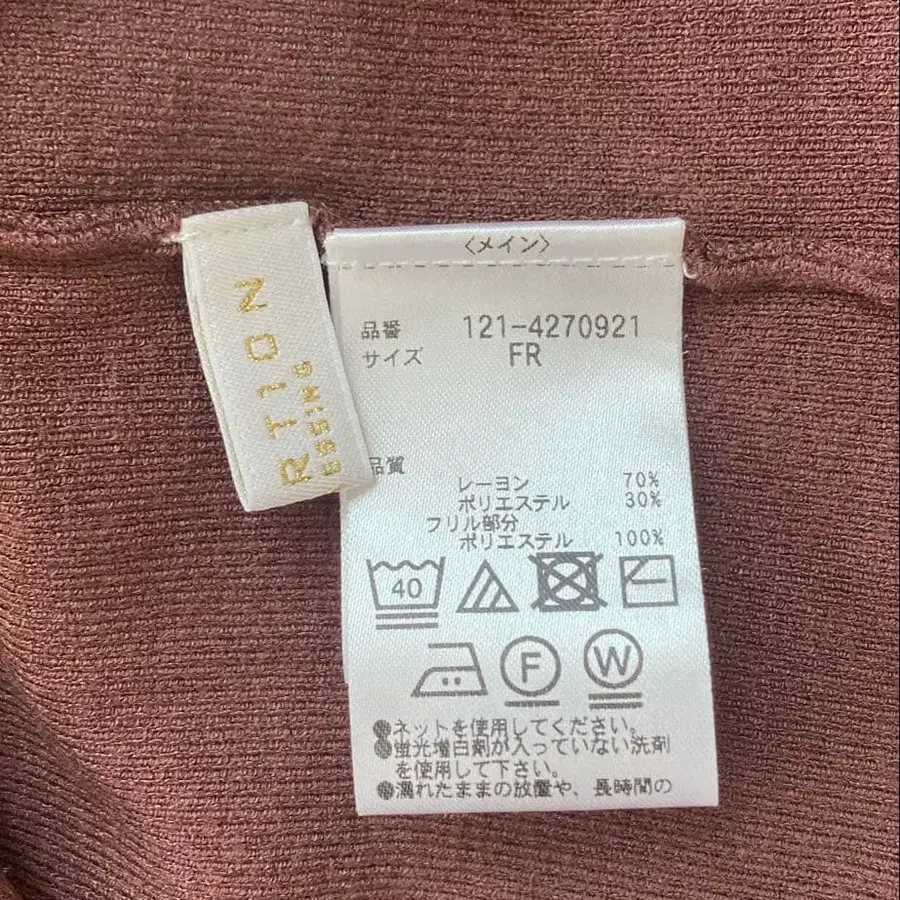 〈メイン〉
品番 121-4270921
サイズ FR
品質
レーヨン 70%
ポリエステル 30%
フリル部分
ポリエステル 100%
40
F
W
●ネットを使用してください。
●蛍光増白剤が入っていない洗剤
を使用して下さい。
●濡れたままの放置や、長時間の
RTION
ESSING